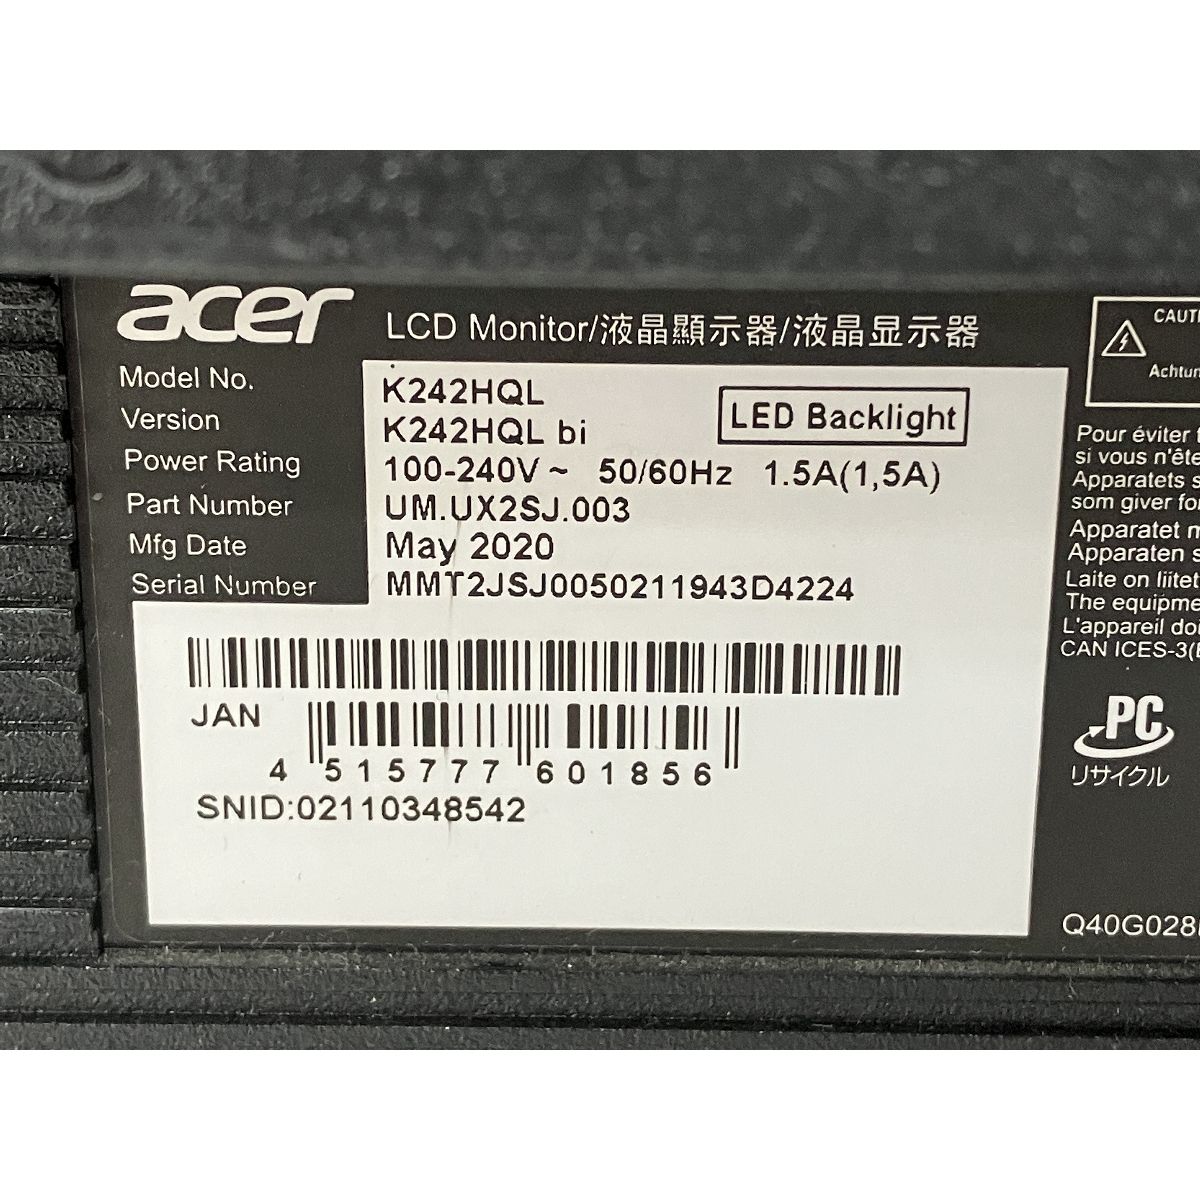 acer
LCD Monitor/液晶顯示器/液晶显示器
Model No. K242HQL
Version K242HQL bi
LED Backlight
Power Rating 100-240V~ 50/60Hz 1.5A(1,5A)
Part Number UM.UX2SJ.003
Mfg Date May 2020
Serial Number MMT2JSJ0050211943D4224
JAN
4 515777 601856
SNID:02110348542
Achtun
Pour éviter
si vous n'ête
Apparatets s
som giver for
Apparatet m
Apparaten s
Laite on liitet
The equipme
L'appareil doi
CAN ICES-3(
PC
リサイクル
Q40G028